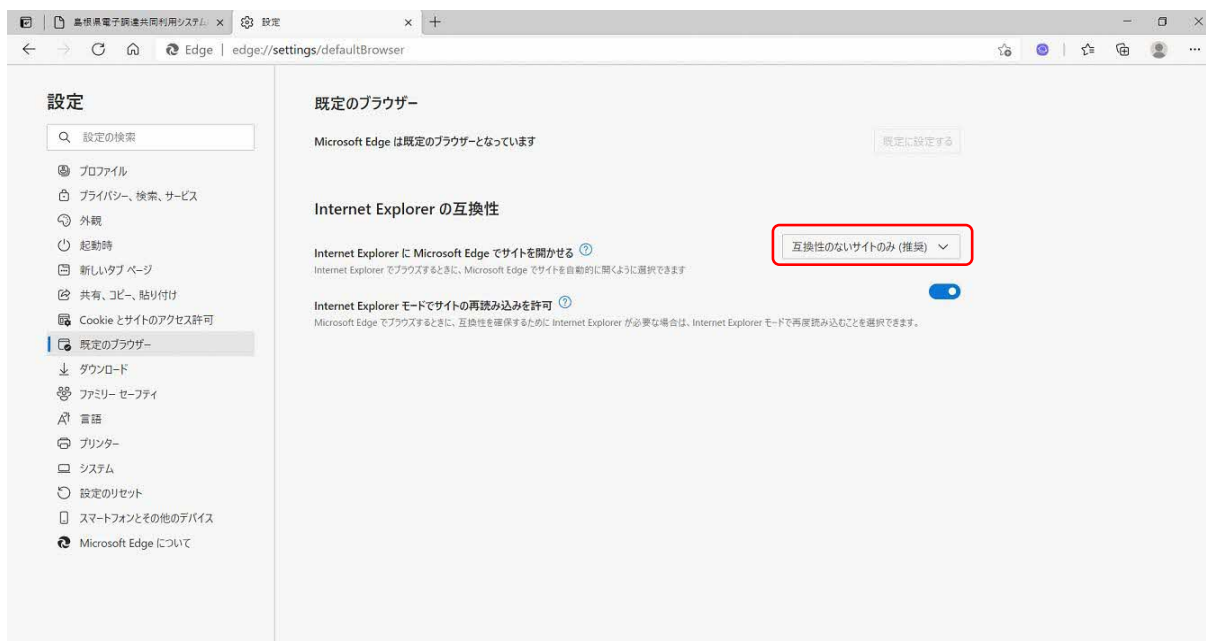 島根県電子調達共同利用システム
設定
Edge | edge://settings/defaultBrowser
設定
設定の検索
プロファイル
プライバシー、検索、サービス
外観
起動時
新しいタブ ページ
共有、コピー、貼り付け
Cookie とサイトのアクセス許可
既定のブラウザー
ダウンロード
ファミリー セーフティ
言語
プリンター
システム
設定のリセット
スマートフォンとその他のデバイス
Microsoft Edge について
既定のブラウザー
Microsoft Edge は既定のブラウザーとなっています
既定に設定する
Internet Explorer の互換性
Internet Explorer に Microsoft Edge でサイトを開かせる
互換性のないサイトのみ (推奨)
Internet Explorer でブラウズするときに、Microsoft Edge でサイトを自動的に開くように選択できます
Internet Explorer モードでサイトの再読み込みを許可
Microsoft Edge でブラウズするときに、互換性を確保するために Internet Explorer が必要な場合は、Internet Explorer モードで再度読み込むことを選択できます。